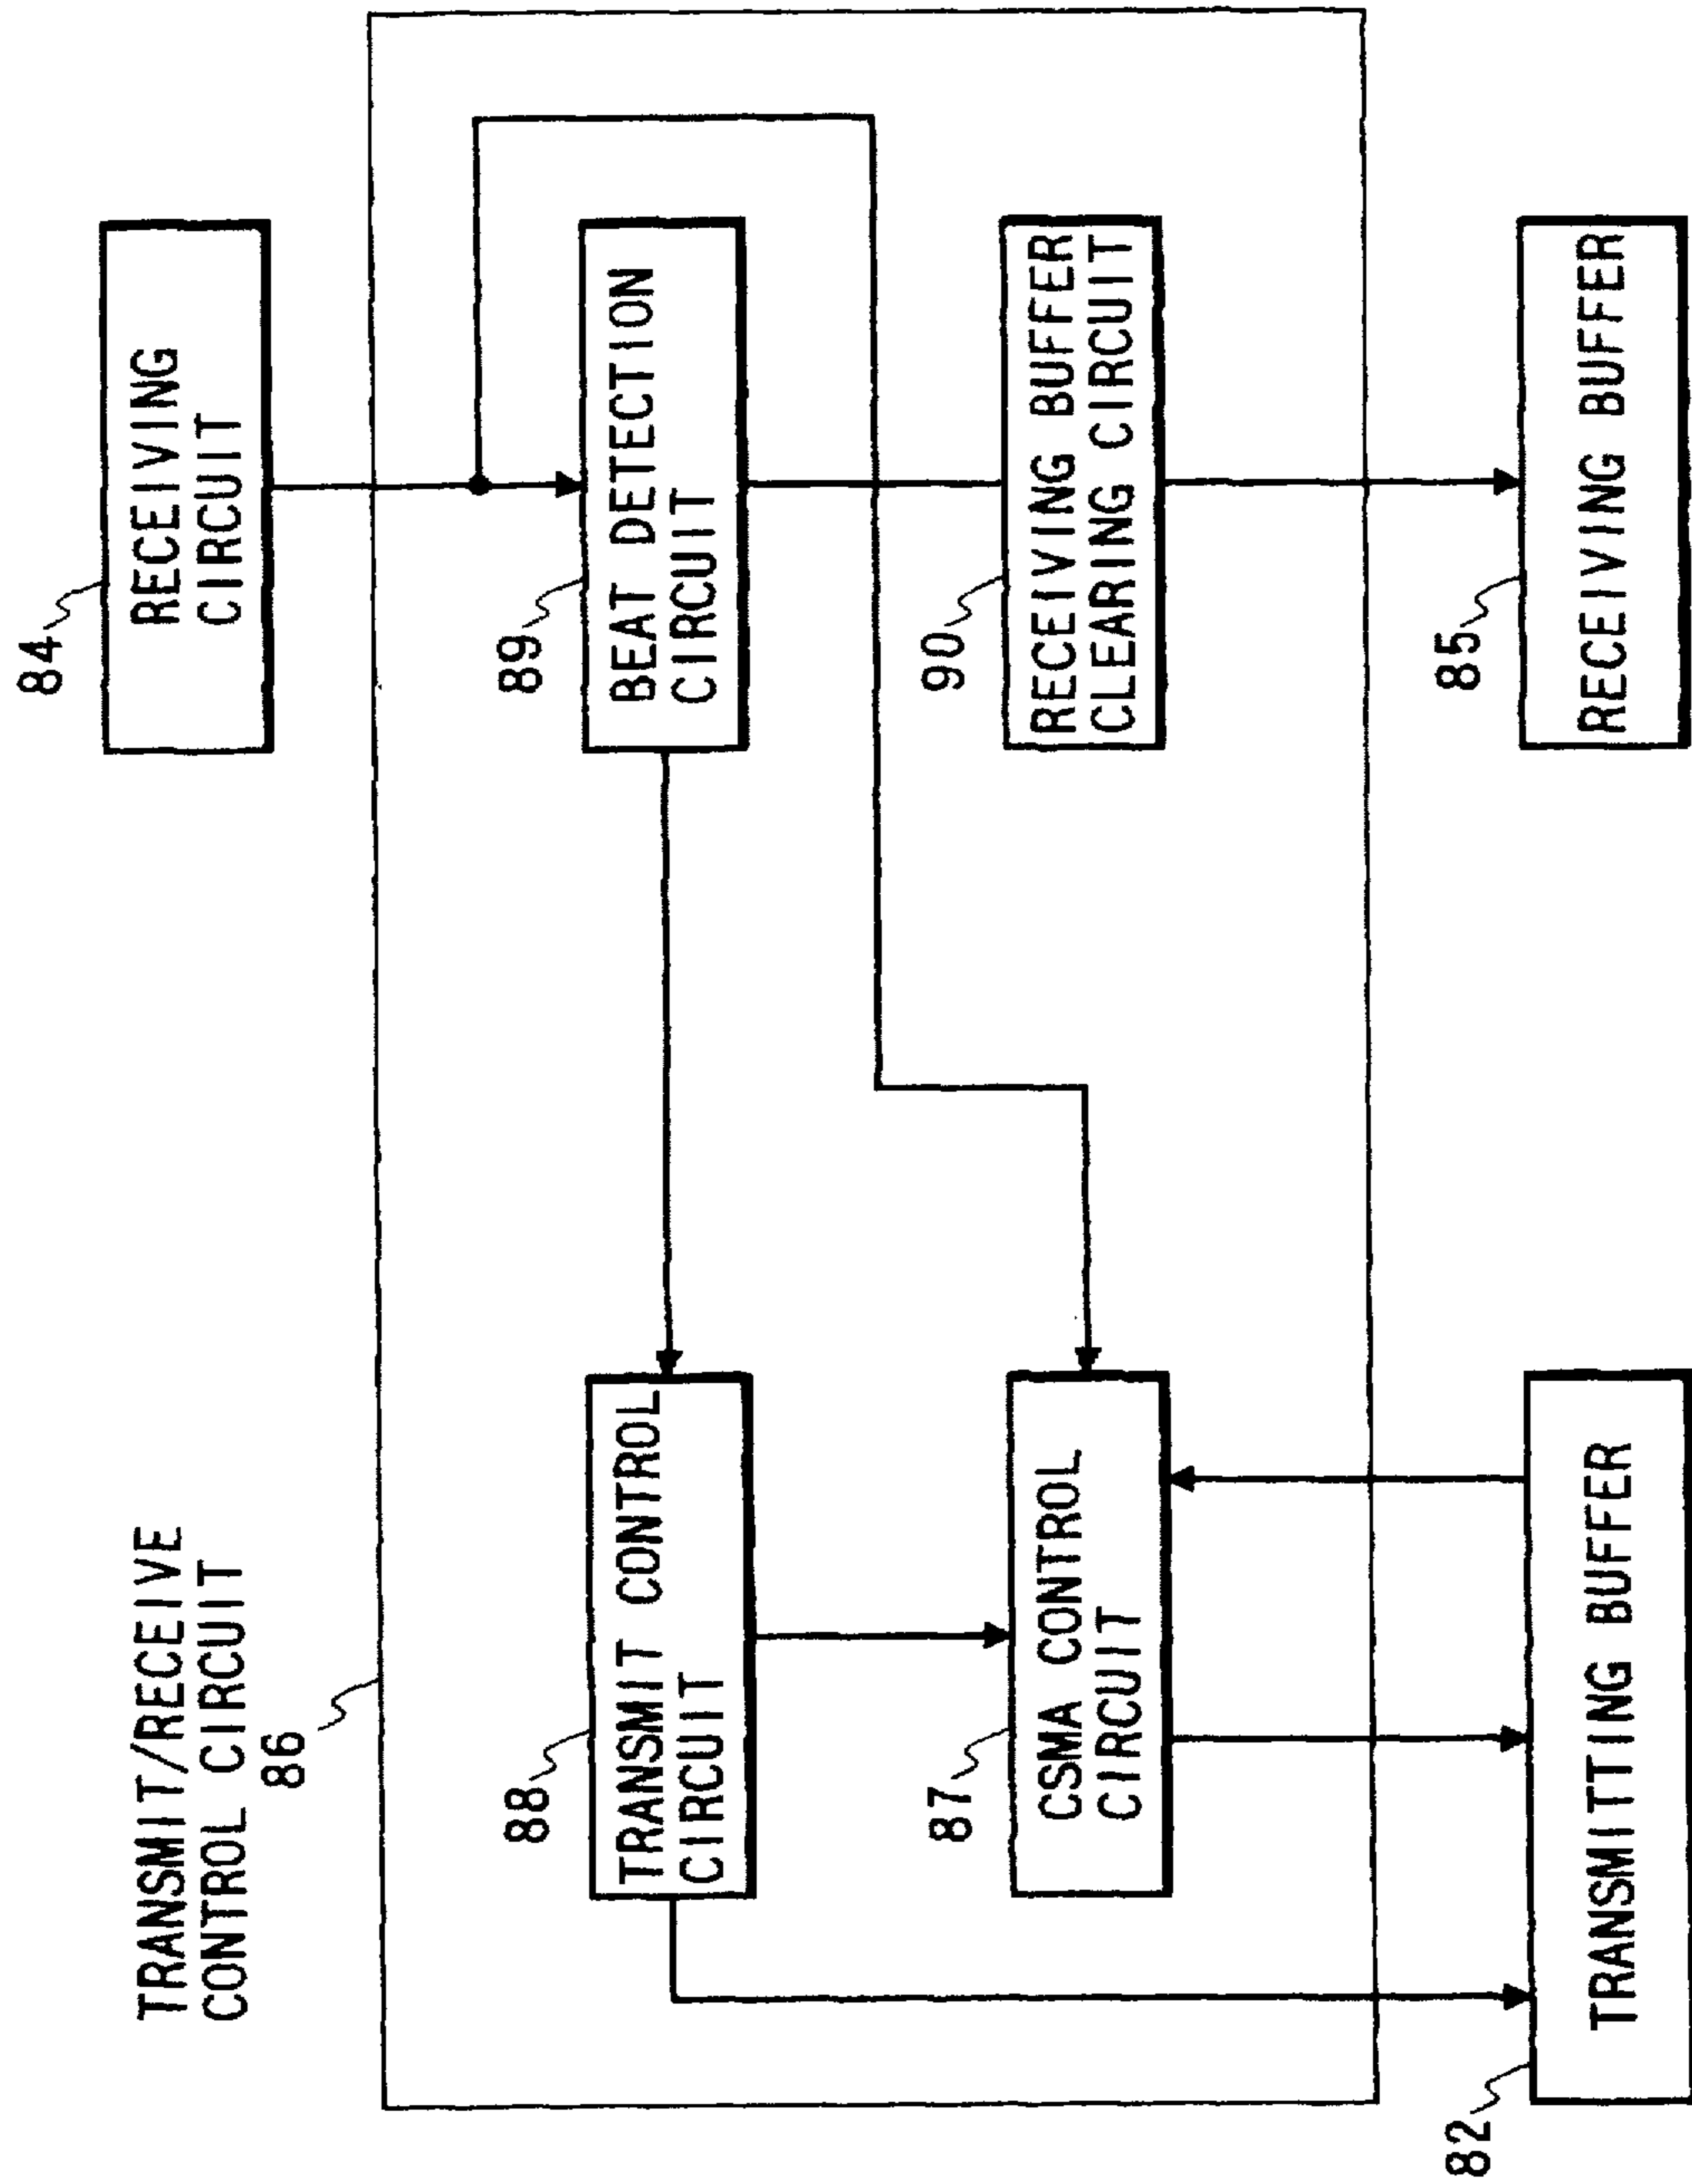 TRANSMIT/RECEIVE
CONTROL CIRCUIT
86
84
RECEIVING
CIRCUIT
88
TRANSMIT CONTROL
CIRCUIT
89
BEAT DETECTION
CIRCUIT
87
CSMA CONTROL
CIRCUIT
90
RECEIVING BUFFER
CLEARING CIRCUIT
82
TRANSMITTING BUFFER
85
RECEIVING BUFFER